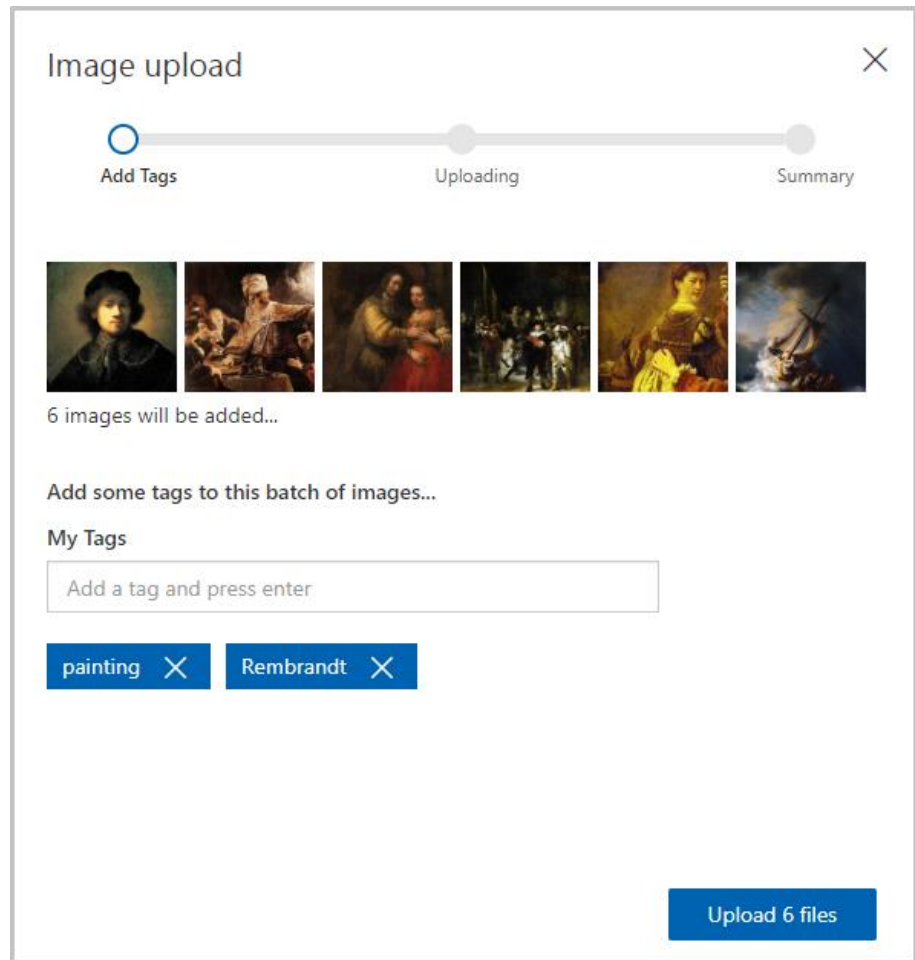 Image upload
Add Tags Uploading Summary
6 images will be added...
Add some tags to this batch of images...
My Tags
Add a tag and press enter
painting Rembrandt
Upload 6 files